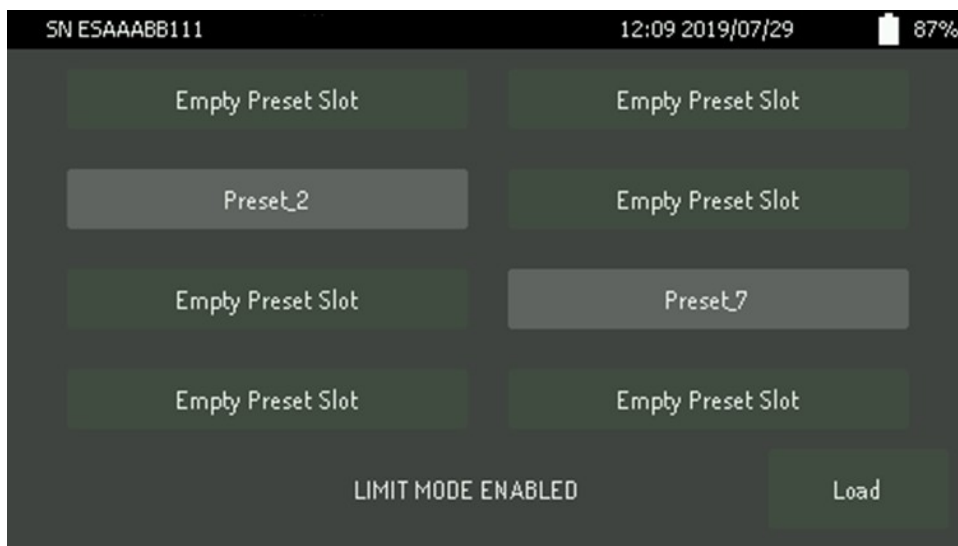 SN ESAAABB111 12:09 2019/07/29 87%
Empty Preset Slot Empty Preset Slot
Preset_2 Empty Preset Slot
Empty Preset Slot Preset_7
Empty Preset Slot Empty Preset Slot
LIMIT MODE ENABLED Load